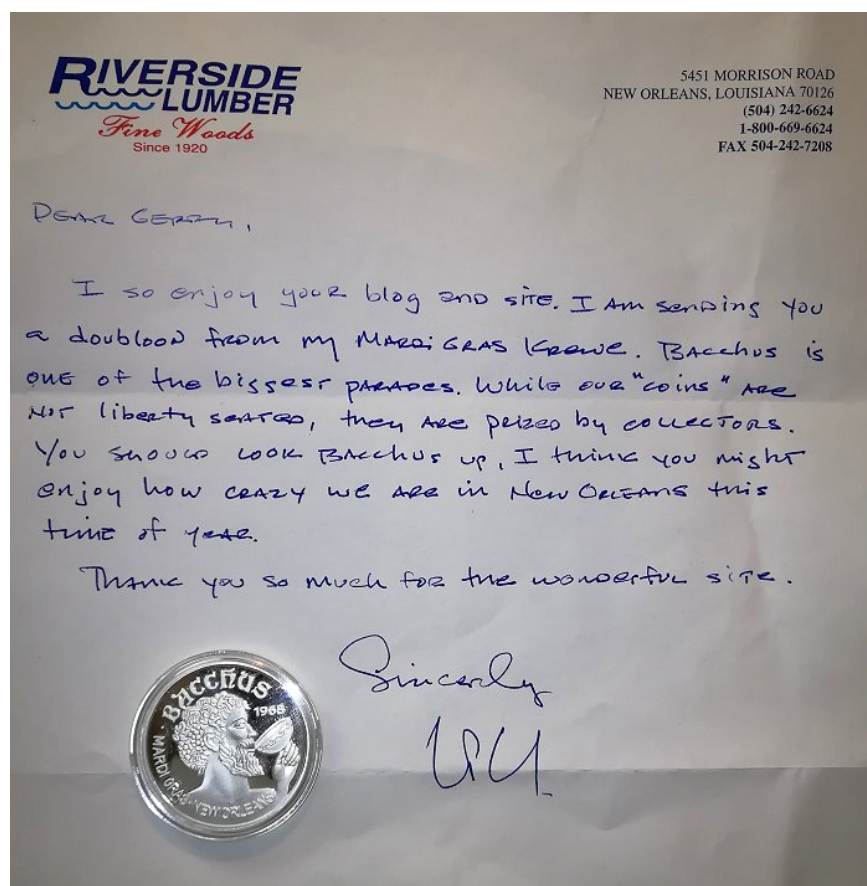 RIVERSIDE
LUMBER
Fine Woods
Since 1920
5451 MORRISON ROAD
NEW ORLEANS, LOUISIANA 70126
(504) 242-6624
1-800-669-6624
FAX 504-242-7208
DEAR GERRY,
I so enjoy your blog and site. I am sending you
a doubloon from my MARDI GRAS Krewe. BAcchus is
one of the biggest parades. While our "coins" are
not liberty seated, they are prized by collectors.
You should look Bacchus up, I think you might
enjoy how crazy we are in New Orleans this
time of year.
Thank you so much for the wonderful site.
Sincerly
BACCHUS
1968
MARDI GRAS · NEW ORLEANS